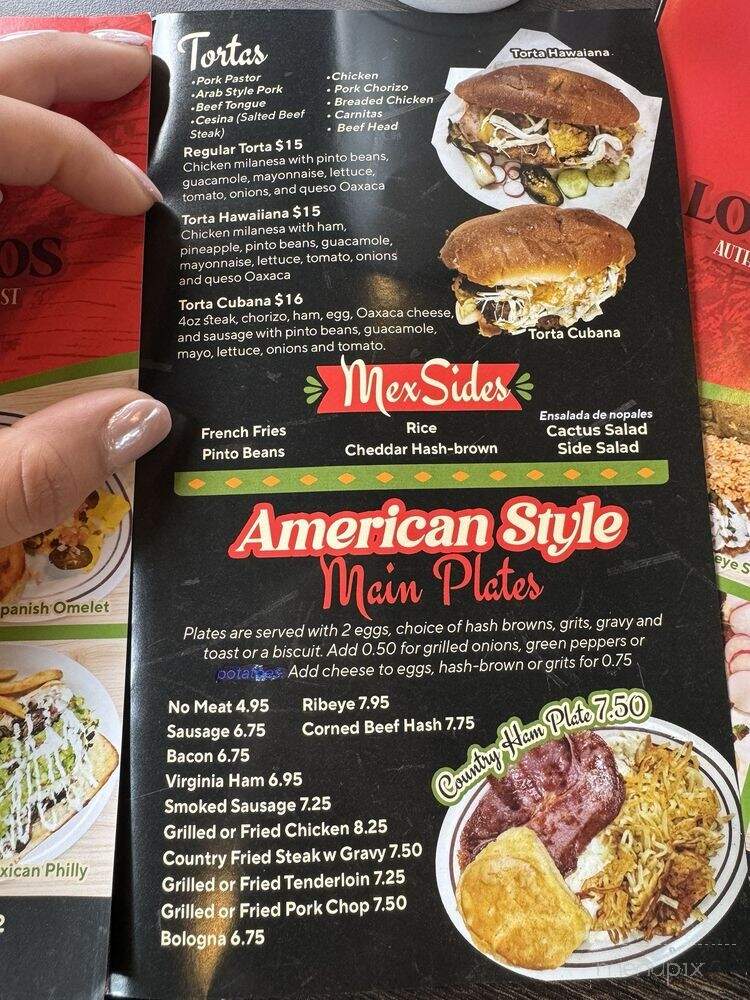 Tortas
•Pork Pastor
•Arab Style Pork
•Beef Tongue
•Cesina (Salted Beef
Steak)
•Chicken
•Pork Chorizo
•Breaded Chicken
•Carnitas
•Beef Head
Torta Hawaiana
Regular Torta $15
Chicken milanesa with pinto beans,
guacamole, mayonnaise, lettuce,
tomato, onions, and queso Oaxaca
Torta Hawaiiana $15
Chicken milanesa with ham,
pineapple, pinto beans, guacamole,
mayonnaise, lettuce, tomato, onions
and queso Oaxaca
Torta Cubana $16
4oz steak, chorizo, ham, egg, Oaxaca cheese,
and sausage with pinto beans, guacamole,
mayo, lettuce, onions and tomato.
Torta Cubana
Mex Sides
French Fries
Pinto Beans
Rice
Cheddar Hash-brown
Ensalada de nopales
Cactus Salad
Side Salad
American Style
Main Plates
Plates are served with 2 eggs, choice of hash browns, grits, gravy and
toast or a biscuit. Add 0.50 for grilled onions, green peppers or
potatoes. Add cheese to eggs, hash-brown or grits for 0.75
No Meat 4.95
Sausage 6.75
Bacon 6.75
Virginia Ham 6.95
Smoked Sausage 7.25
Grilled or Fried Chicken 8.25
Country Fried Steak w Gravy 7.50
Grilled or Fried Tenderloin 7.25
Grilled or Fried Pork Chop 7.50
Bologna 6.75
Ribeye 7.95
Corned Beef Hash 7.75
Country Ham Plate 7.50
OS
ST
panish Omelet
xican Philly
2
LO
AUTH
eye S
menupix